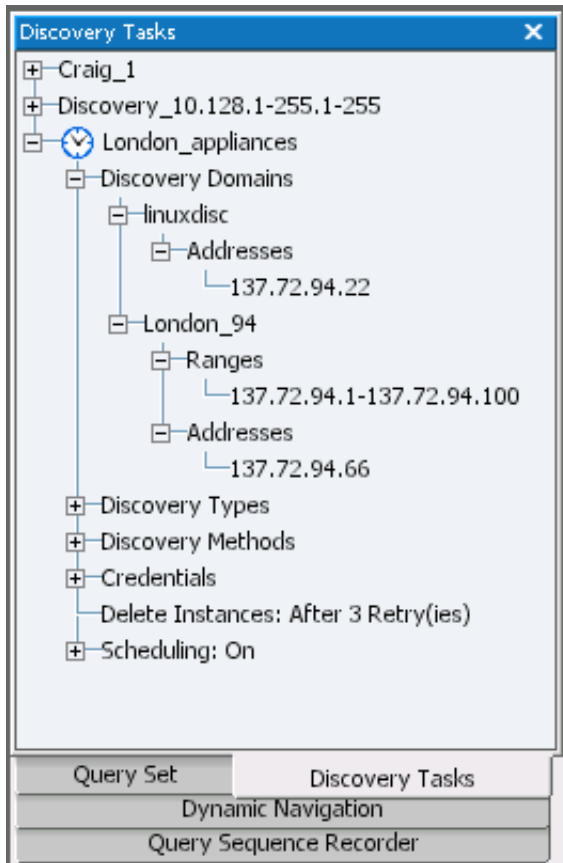 Discovery Tasks
Craig_1
Discovery_10.128.1-255.1-255
London_appliances
Discovery Domains
linuxdisc
Addresses
137.72.94.22
London_94
Ranges
137.72.94.1-137.72.94.100
Addresses
137.72.94.66
Discovery Types
Discovery Methods
Credentials
Delete Instances: After 3 Retry(ies)
Scheduling: On
Query Set
Discovery Tasks
Dynamic Navigation
Query Sequence Recorder